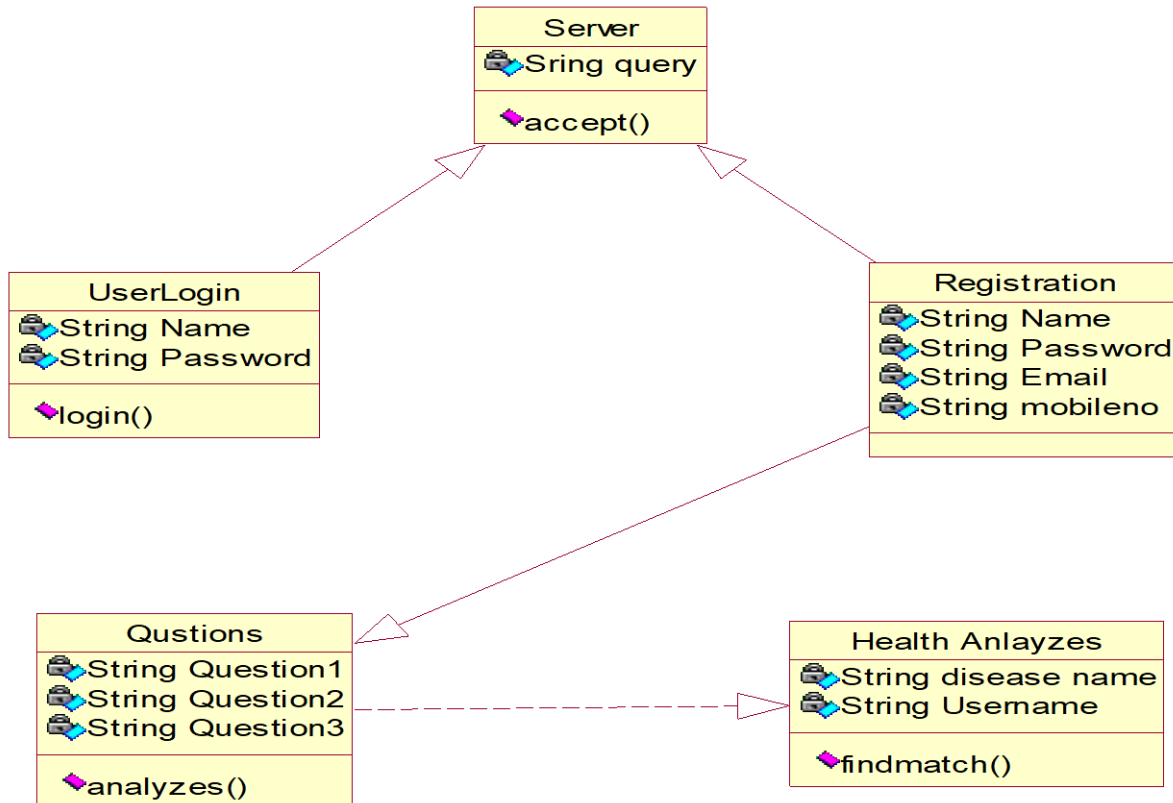 Server
Sring query
accept()
UserLogin
String Name
String Password
login()
Registration
String Name
String Password
String Email
String mobileno
Qustions
String Question1
String Question2
String Question3
analyzes()
Health Anlayzes
String disease name
String Username
findmatch()